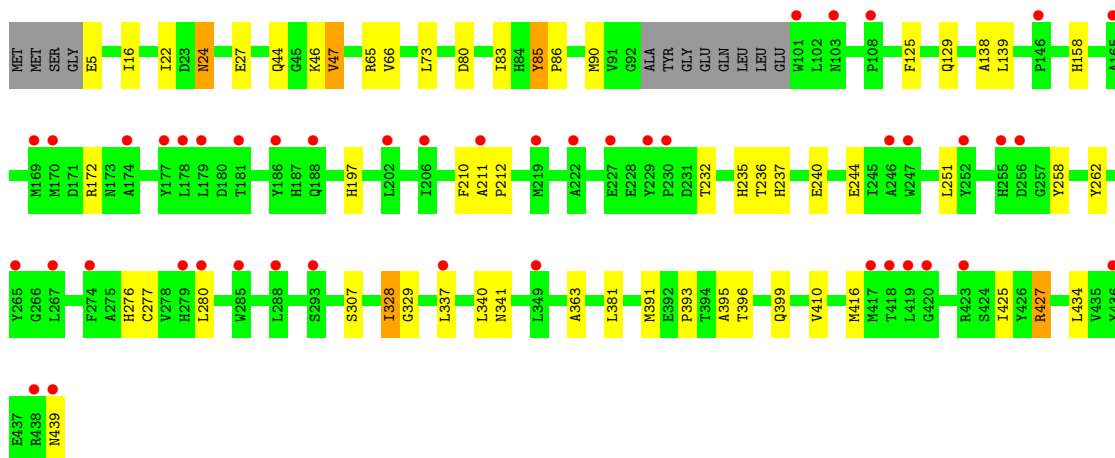 MET MET SER GLY E5 I16 I22 D23 N24 E27 Q44 G45 K46 V47 R65 V66 L73 D80 I83 H84 Y85 P86 M90 V91 G92 ALA TYR GLY GLU GLN LEU LEU GLU W101 L102 N103 P108 F125 Q129 A138 L139 P146 H158 A165
M169 M170 D171 R172 N173 A174 Y177 L178 L179 D180 T181 Y186 H187 Q188 H197 L202 I206 F210 A211 P212 M219 A222 E227 E228 Y229 P230 D231 T232 H235 T236 H237 E240 E244 I245 A246 W247 L251 Y252 H255 D256 G257 Y258 Y262
Y265 G266 L267 F274 A275 H276 C277 V278 H279 L280 W285 L288 S293 S307 I328 G329 L337 L340 N341 L349 A363 L381 M391 E392 P393 T394 A395 T396 Q399 V410 M416 M417 T418 L419 G420 R423 S424 I425 Y426 R427 L434 V435 Y436
E437 R438 N439